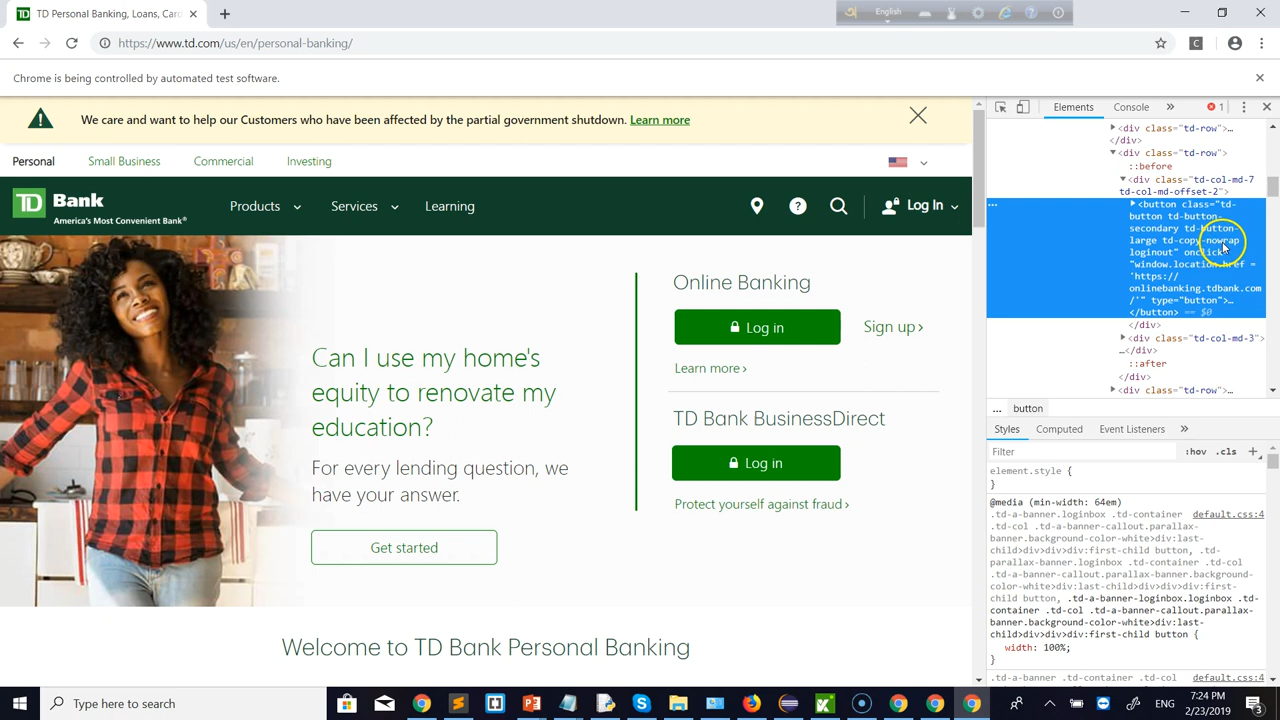 TD Personal Banking, Loans, Card
English
https://www.td.com/us/en/personal-banking/
C
Chrome is being controlled by automated test software.
We care and want to help our Customers who have been affected by the partial government shutdown. Learn more
Personal
Small Business
Commercial
Investing
TD Bank
America's Most Convenient Bank®
Products
Services
Learning
Log In
Online Banking
Log in
Sign up ›
Learn more ›
TD Bank BusinessDirect
Log in
Protect yourself against fraud ›
Can I use my home's
equity to renovate my
education?
For every lending question, we
have your answer.
Get started
Welcome to TD Bank Personal Banking
Elements
Console
»
1
<div class="td-row">…
</div>
<div class="td-row">
::before
<div class="td-col-md-7
td-col-md-offset-2">
…
<button class="td-
button td-button-
secondary td-button-
large td-copy-nowrap
loginout" onclick=
"window.location.href =
'https://
onlinebanking.tdbank.com
/'" type="button">…
</button> == $0
</div>
<div class="td-col-md-3">
…</div>
::after
</div>
<div class="td-row">…
... button
Styles
Computed
Event Listeners
»
Filter
:hov .cls +
element.style {
}
@media (min-width: 64em)
.td-a-banner.loginbox .td-container default.css:4
.td-col .td-a-banner-callout.parallax-
banner.background-color-white>div:last-
child>div>div>div:first-child button, .td-
parallax-banner.loginbox .td-container .td-
col .td-a-banner-callout.parallax-
banner.background-color-white>div:last-
child>div>div>div:first-
child button, .td-a-banner-loginbox.loginbox .td-
container .td-col .td-a-banner-callout.parallax-
banner.background-color-white>div:last-
child>div>div>div:first-child button {
width: 100%;
}
.td-a-banner .td-container .td-col default.css:4
Type here to search
ENG
7:24 PM
2/23/2019
3